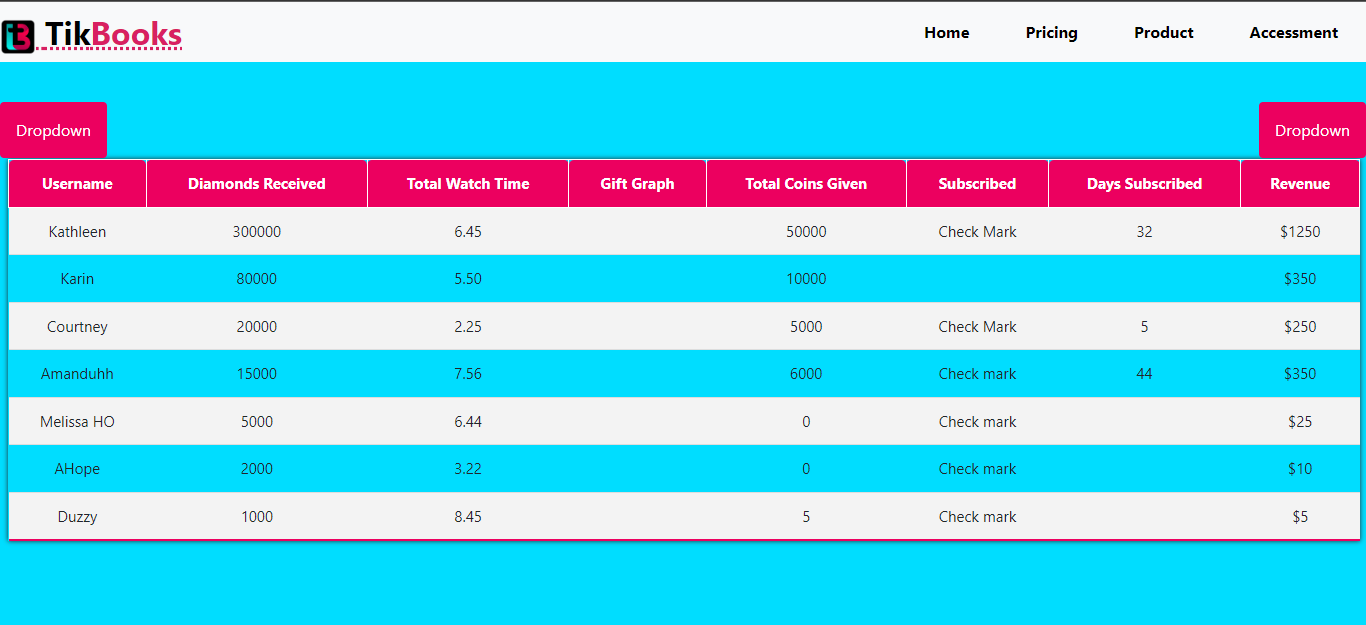 TikBooks Home Pricing Product Accessment
Dropdown Dropdown
Username Diamonds Received Total Watch Time Gift Graph Total Coins Given Subscribed Days Subscribed Revenue
Kathleen 300000 6.45 50000 Check Mark 32 $1250
Karin 80000 5.50 10000 $350
Courtney 20000 2.25 5000 Check Mark 5 $250
Amanduhh 15000 7.56 6000 Check mark 44 $350
Melissa HO 5000 6.44 0 Check mark $25
AHope 2000 3.22 0 Check mark $10
Duzzy 1000 8.45 5 Check mark $5